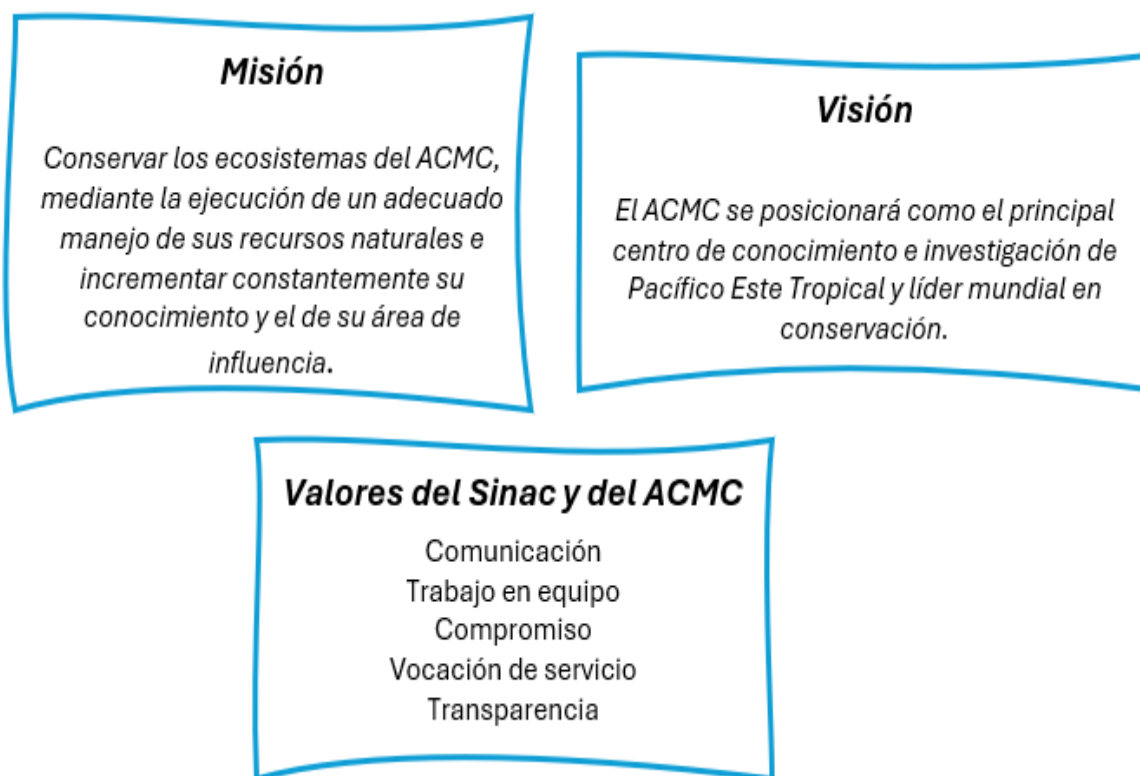 Misión
Conservar los ecosistemas del ACMC,
mediante la ejecución de un adecuado
manejo de sus recursos naturales e
incrementar constantemente su
conocimiento y el de su área de
influencia.
Visión
El ACMC se posicionará como el principal
centro de conocimiento e investigación de
Pacífico Este Tropical y líder mundial en
conservación.
Valores del Sinac y del ACMC
Comunicación
Trabajo en equipo
Compromiso
Vocación de servicio
Transparencia